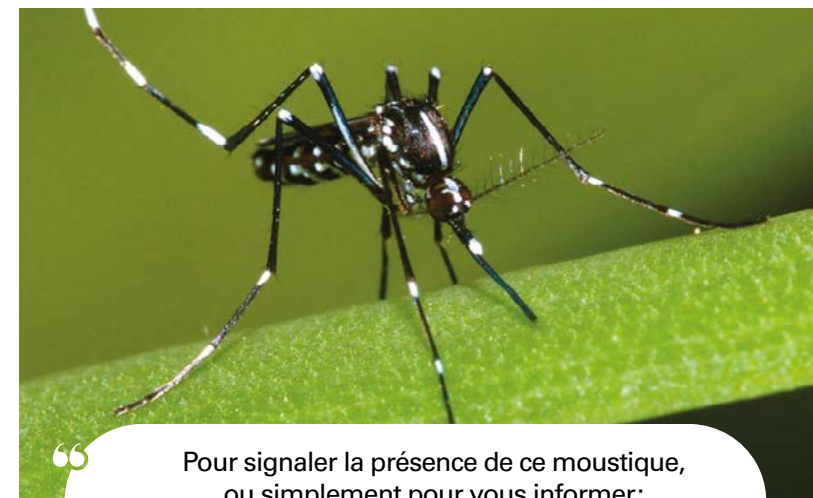 “ Pour signaler la présence de ce moustique,
ou simplement pour vous informer: